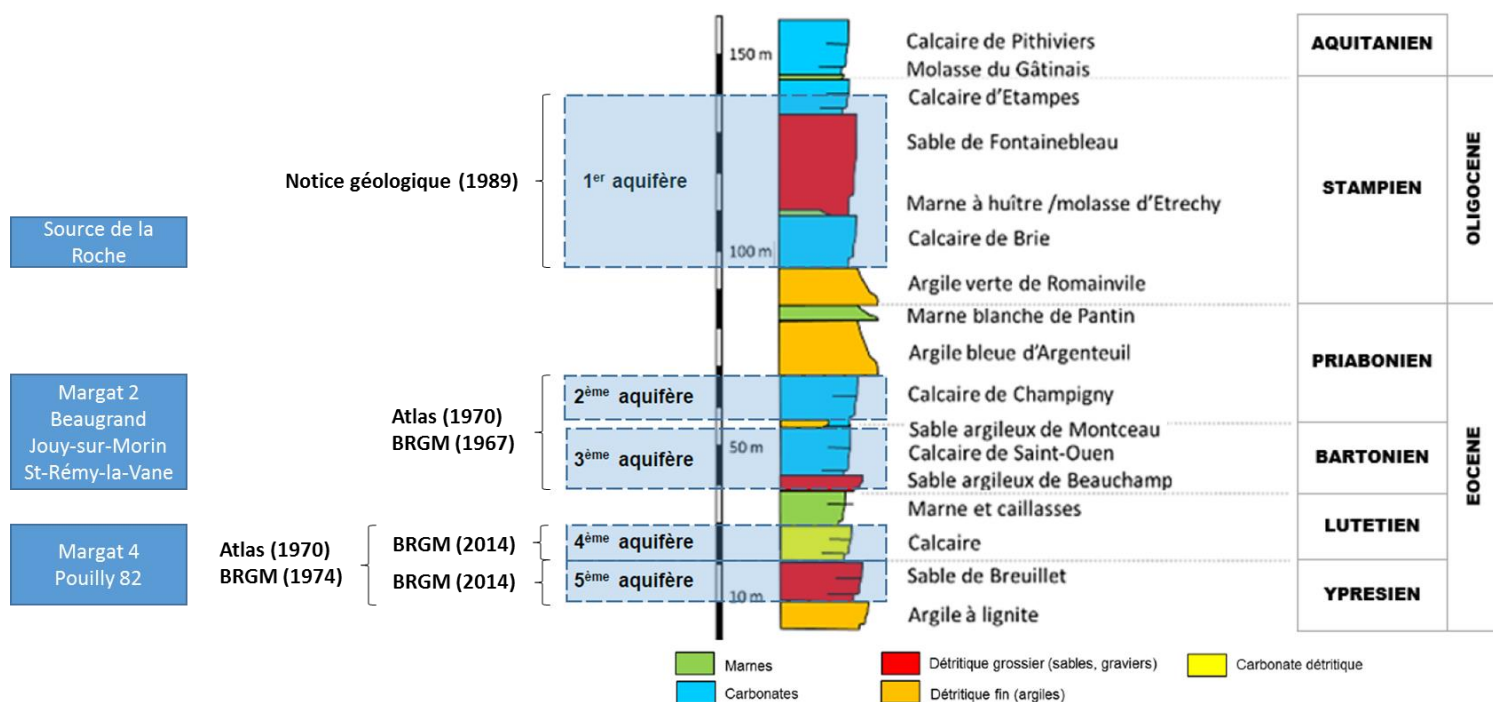 150 m
Calcaire de Pithiviers
AQUITANIEN
Molasse du Gâtinais
Calcaire d'Etampes
Sable de Fontainebleau
Notice géologique (1989)
1er aquifère
STAMPIEN
OLIGOCENE
Marne à huître /molasse d'Etrechy
Source de la
Roche
100 m
Calcaire de Brie
Argile verte de Romainvile
Marne blanche de Pantin
Argile bleue d'Argenteuil
PRIABONIEN
Margat 2
Beaugrand
Jouy-sur-Morin
St-Rémy-la-Vane
Atlas (1970)
BRGM (1967)
2ème aquifère
Calcaire de Champigny
Sable argileux de Montceau
50 m
3ème aquifère
Calcaire de Saint-Ouen
BARTONIEN
EOCENE
Sable argileux de Beauchamp
Marne et caillasses
LUTETIEN
Margat 4
Pouilly 82
Atlas (1970)
BRGM (1974)
BRGM (2014)
4ème aquifère
Calcaire
BRGM (2014)
5ème aquifère
Sable de Breuillet
YPRESIEN
10 m
Argile à lignite
Marnes
Détritique grossier (sables, graviers)
Carbonate détritique
Carbonates
Détritique fin (argiles)